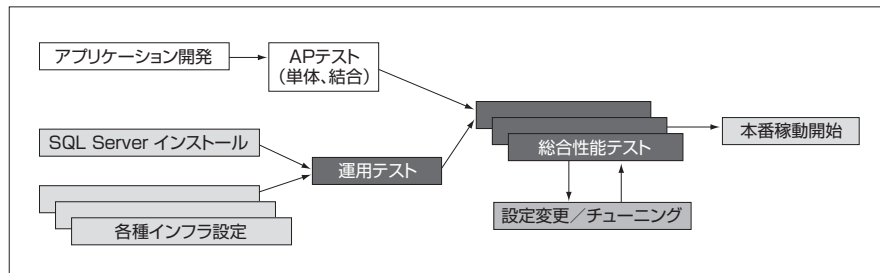 アプリケーション開発
APテスト
(単体、結合)
SQL Server インストール
運用テスト
各種インフラ設定
総合性能テスト
本番稼動開始
設定変更/チューニング